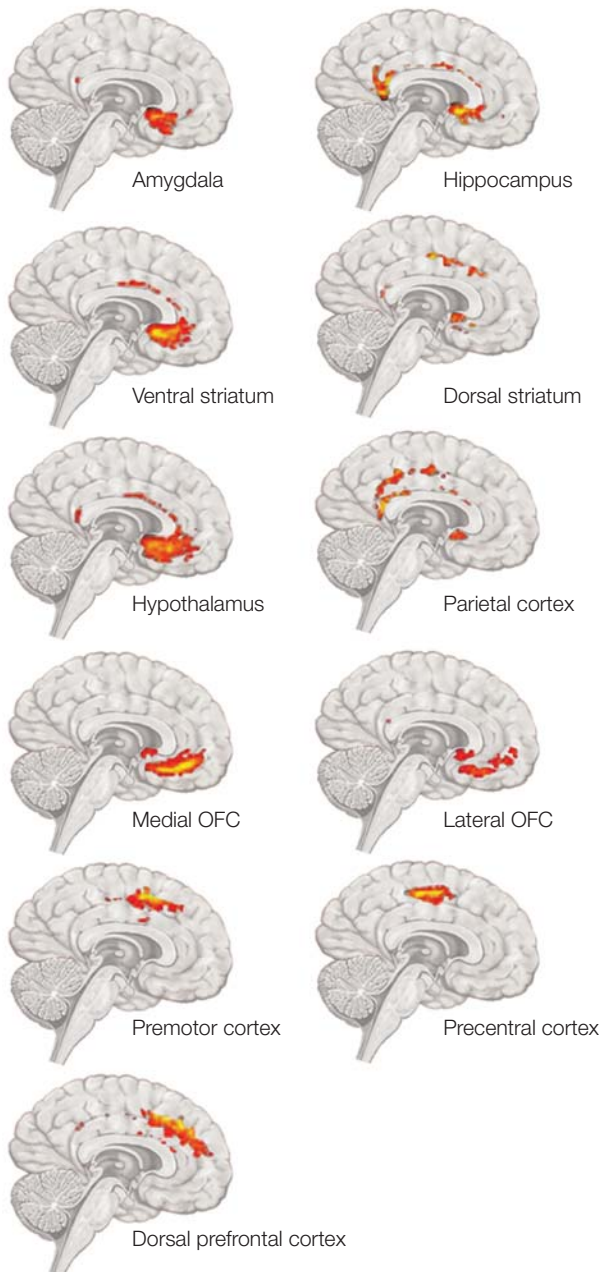 Amygdala
Hippocampus
Ventral striatum
Dorsal striatum
Hypothalamus
Parietal cortex
Medial OFC
Lateral OFC
Premotor cortex
Precentral cortex
Dorsal prefrontal cortex